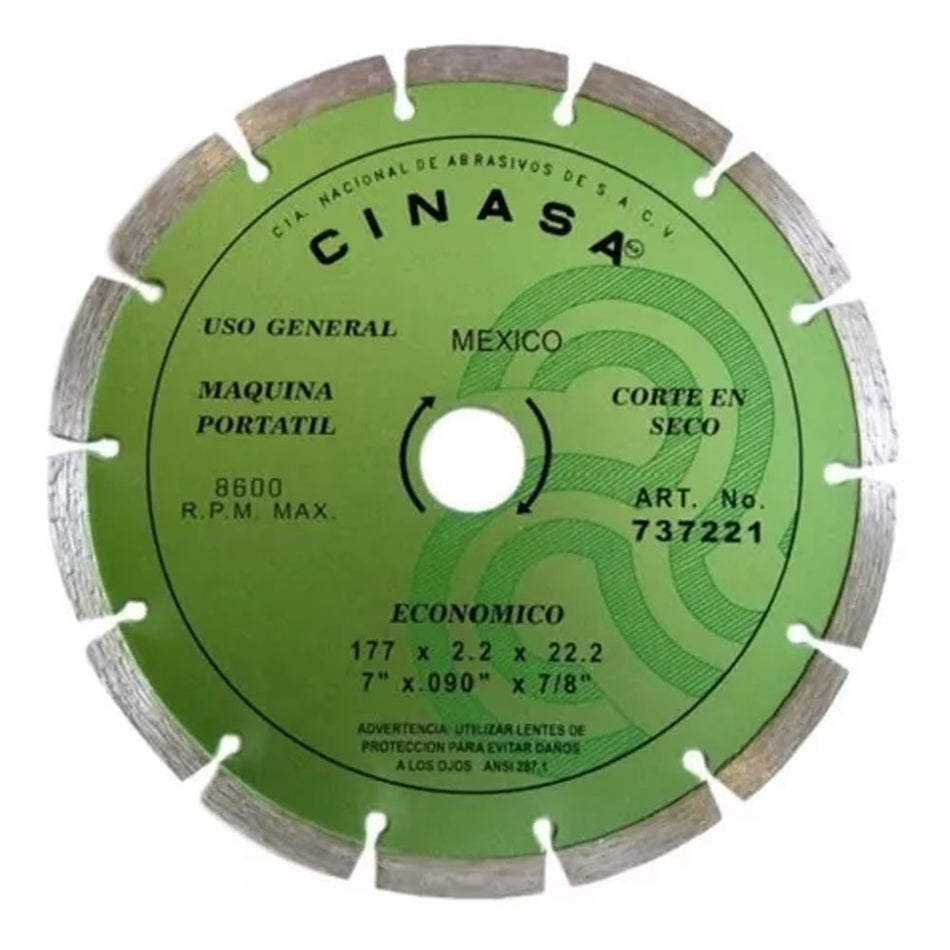 CIA. NACIONAL DE ABRASIVOS DE S. A. C. V
CINASA
USO GENERAL
MEXICO
MAQUINA
PORTATIL
CORTE EN
SECO
8600
R.P.M. MAX.
ART. No.
737221
ECONOMICO
177 x 2.2 x 22.2
7" x .090" x 7/8"
ADVERTENCIA: UTILIZAR LENTES DE
PROTECCION PARA EVITAR DAÑOS
A LOS OJOS ANSI.287.1